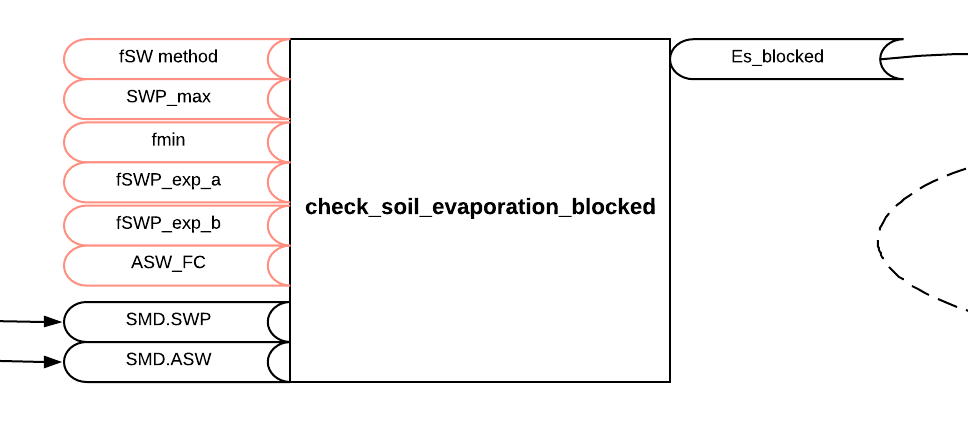 fSW method
SWP_max
fmin
fSWP_exp_a
fSWP_exp_b
ASW_FC
SMD.SWP
SMD.ASW
check_soil_evaporation_blocked
Es_blocked